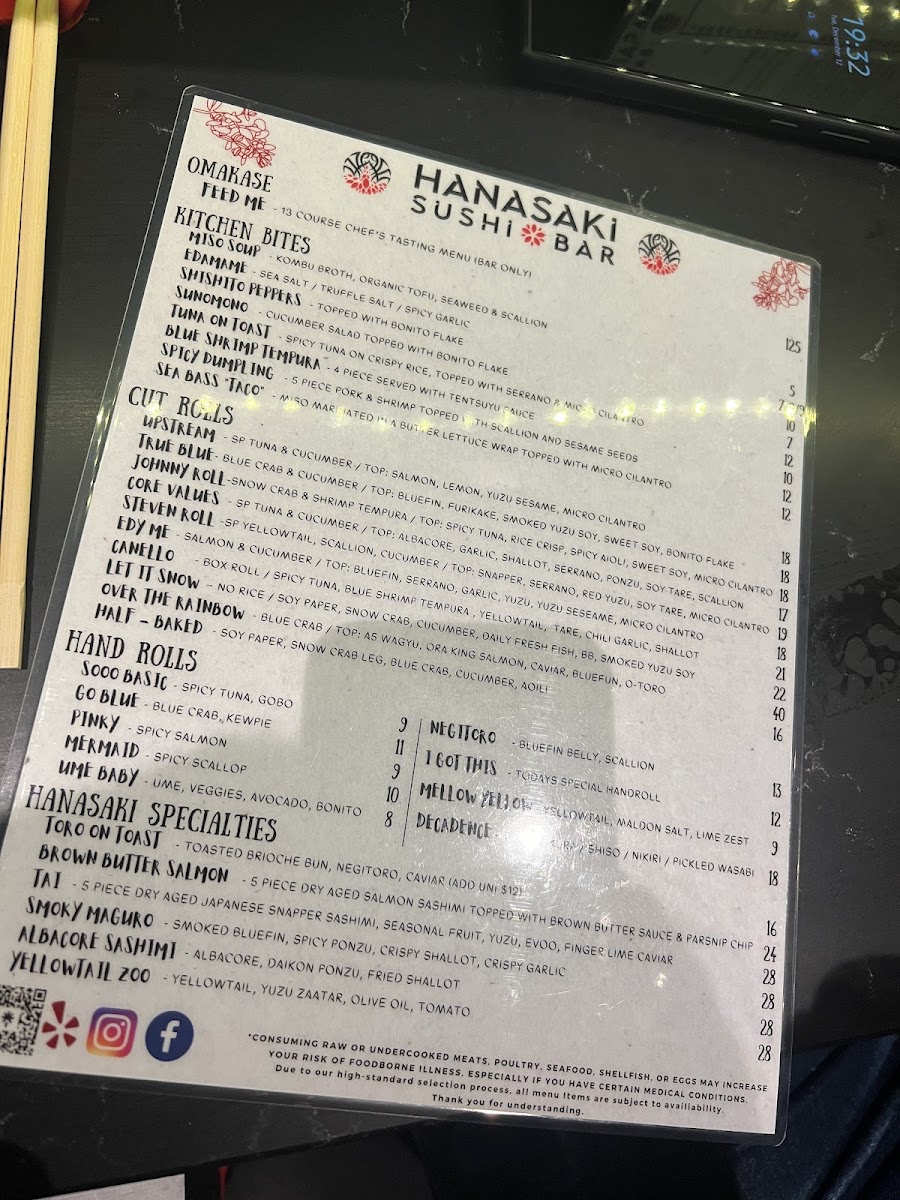 19:32
Tue, December 12
HANASAKi
SUSHi BAR
OMAKASE
FEED ME - 13 COURSE CHEF'S TASTING MENU (BAR ONLY) 125
KITCHEN BITES
MISO SOUP - KOMBU BROTH, ORGANIC TOFU, SEAWEED & SCALLION 5
EDAMAME - SEA SALT / TRUFFLE SALT / SPICY GARLIC
SHISHITO PEPPERS - TOPPED WITH BONITO FLAKE 10
SUNOMONO - CUCUMBER SALAD TOPPED WITH BONITO FLAKE 7
TUNA ON TOAST - SPICY TUNA ON CRISPY RICE, TOPPED WITH SERRANO & MICRO CILANTRO 12
BLUE SHRIMP TEMPURA - 4 PIECE SERVED WITH TENTSUYU SAUCE 10
SPICY DUMPLING - 5 PIECE PORK & SHRIMP TOPPED WITH SCALLION AND SESAME SEEDS 12
SEA BASS "TACO" - MISO MARINATED IN A BUTTER LETTUCE WRAP TOPPED WITH MICRO CILANTRO 12
CUT ROLLS
UPSTREAM - SP TUNA & CUCUMBER / TOP: SALMON, LEMON, YUZU SESAME, MICRO CILANTRO 18
TRUE BLUE- BLUE CRAB & CUCUMBER / TOP: BLUEFIN, FURIKAKE, SMOKED YUZU SOY, SWEET SOY, BONITO FLAKE 18
JOHNNY ROLL -SNOW CRAB & SHRIMP TEMPURA / TOP: SPICY TUNA, RICE CRISP, SPICY AIOLI, SWEET SOY, MICRO CILANTRO 18
CORE VALUES - SP TUNA & CUCUMBER / TOP: ALBACORE, GARLIC, SHALLOT, SERRANO, PONZU, SOY TARE, SCALLION 17
STEVEN ROLL -SP YELLOWTAIL, SCALLION, CUCUMBER / TOP: SNAPPER, SERRANO, RED YUZU, SOY TARE, MICRO CILANTRO 19
EDY ME - SALMON & CUCUMBER / TOP: BLUEFIN, SERRANO, GARLIC, YUZU, YUZU SESEAME, MICRO CILANTRO 18
CANELLO - BOX ROLL / SPICY TUNA, BLUE SHRIMP TEMPURA , YELLOWTAIL, TARE, CHILI GARLIC, SHALLOT 21
LET IT SNOW - NO RICE / SOY PAPER, SNOW CRAB, CUCUMBER, DAILY FRESH FISH, BB, SMOKED YUZU SOY 22
OVER THE RAINBOW - BLUE CRAB / TOP: A5 WAGYU, ORA KING SALMON, CAVIAR, BLUEFUN, O-TORO 40
HALF - BAKED - SOY PAPER, SNOW CRAB LEG, BLUE CRAB, CUCUMBER, AOILI 16
HAND ROLLS
SOOO BASIC - SPICY TUNA, GOBO 9
GO BLUE - BLUE CRAB, KEWPIE 11
PINKY - SPICY SALMON 9
MERMAID - SPICY SCALLOP 10
UME BABY - UME, VEGGIES, AVOCADO, BONITO 8
NEGITORO - BLUEFIN BELLY, SCALLION 13
I GOT THIS - TODAYS SPECIAL HANDROLL 12
MELLOW YELLOW - YELLOWTAIL, MALDON SALT, LIME ZEST 9
DECADENCE / SHISO / NIKIRI / PICKLED WASABI 18
HANASAKI SPECIALTIES
TORO ON TOAST - TOASTED BRIOCHE BUN, NEGITORO, CAVIAR (ADD UNI $12) 16
BROWN BUTTER SALMON - 5 PIECE DRY AGED SALMON SASHIMI TOPPED WITH BROWN BUTTER SAUCE & PARSNIP CHIP 24
TAI - 5 PIECE DRY AGED JAPANESE SNAPPER SASHIMI, SEASONAL FRUIT, YUZU, EVOO, FINGER LIME CAVIAR 28
SMOKY MAGURO - SMOKED BLUEFIN, SPICY PONZU, CRISPY SHALLOT, CRISPY GARLIC 28
ALBACORE SASHIMI - ALBACORE, DAIKON PONZU, FRIED SHALLOT 28
YELLOWTAIL ZOO - YELLOWTAIL, YUZU ZAATAR, OLIVE OIL, TOMATO 28
*CONSUMING RAW OR UNDERCOOKED MEATS, POULTRY, SEAFOOD, SHELLFISH, OR EGGS MAY INCREASE
YOUR RISK OF FOODBORNE ILLNESS, ESPECIALLY IF YOU HAVE CERTAIN MEDICAL CONDITIONS.
Due to our high-standard selection process, all menu items are subject to availiability.
Thank you for understanding.